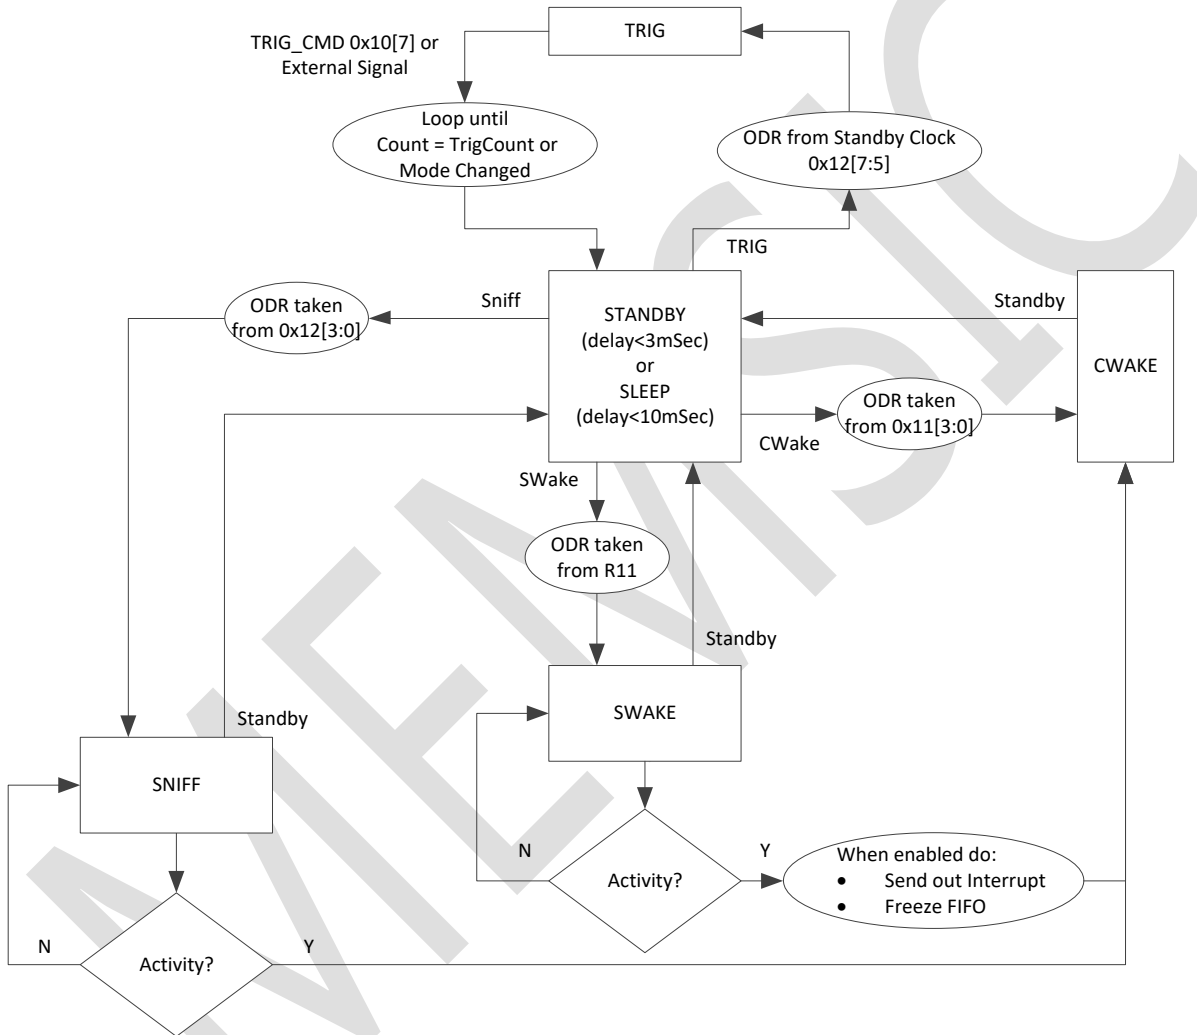 TRIG
TRIG_CMD 0x10[7] or
External Signal
Loop until
Count = TrigCount or
Mode Changed
ODR from Standby Clock
0x12[7:5]
TRIG
Sniff
ODR taken
from 0x12[3:0]
STANDBY
(delay<3mSec)
or
SLEEP
(delay<10mSec)
Standby
CWAKE
ODR taken
from 0x11[3:0]
CWake
SWake
ODR taken
from R11
Standby
SWAKE
Standby
SNIFF
Activity?
N
Y
When enabled do:
• Send out Interrupt
• Freeze FIFO
Activity?
N
Y
MEMSIC